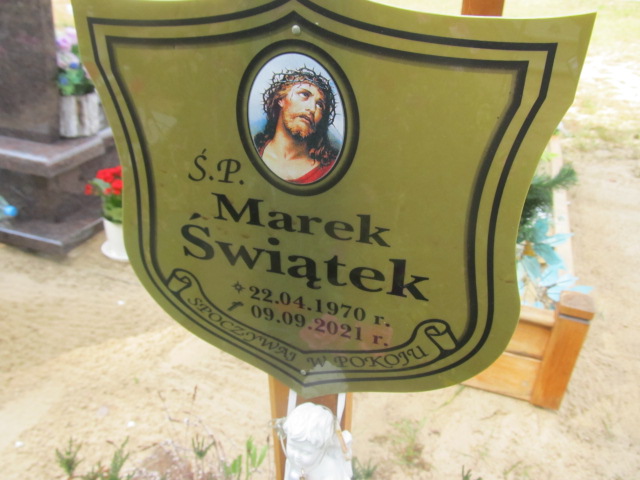 Ś.P.
Marek
Świątek
22.04.1970 r.
09.09.2021 r.
SPOCZYWAJ W POKOJU